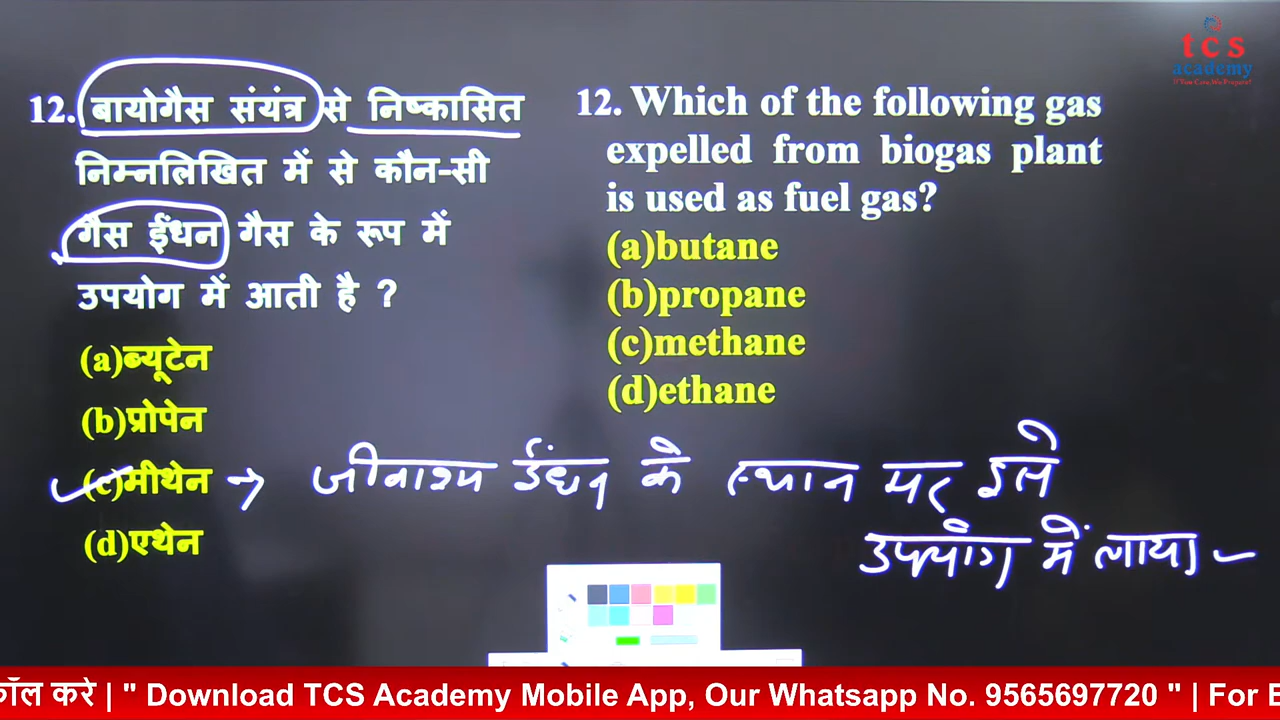 tcs
academy
12. बायोगैस संयंत्र से निष्कासित
निम्नलिखित में से कौन-सी
गैस ईंधन गैस के रूप में
उपयोग में आती है ?
(a)ब्यूटेन
(b)प्रोपेन
(c)मीथेन → जीवाश्म ईंधन के स्थान पर इसे
उपयोग में लाया
(d)एथेन
12. Which of the following gas
expelled from biogas plant
is used as fuel gas?
(a)butane
(b)propane
(c)methane
(d)ethane
कॉल करे | " Download TCS Academy Mobile App, Our Whatsapp No. 9565697720 " | For E